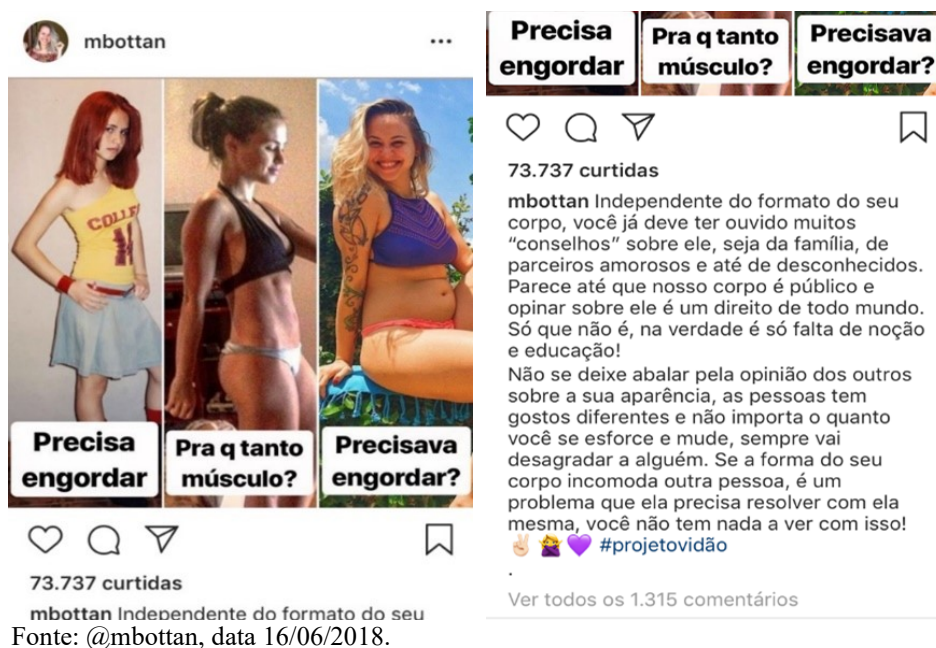 mbottan
COLLE
Precisa
engordar
Pra q tanto
músculo?
Precisava
engordar?
73.737 curtidas
mbottan Independente do formato do seu
Fonte: @mbottan, data 16/06/2018.
Precisa
engordar
Pra q tanto
músculo?
Precisava
engordar?
73.737 curtidas
mbottan Independente do formato do seu
corpo, você já deve ter ouvido muitos
“conselhos” sobre ele, seja da família, de
parceiros amorosos e até de desconhecidos.
Parece até que nosso corpo é público e
opinar sobre ele é um direito de todo mundo.
Só que não é, na verdade é só falta de noção
e educação!
Não se deixe abalar pela opinião dos outros
sobre a sua aparência, as pessoas tem
gostos diferentes e não importa o quanto
você se esforce e mude, sempre vai
desagradar a alguém. Se a forma do seu
corpo incomoda outra pessoa, é um
problema que ela precisa resolver com ela
mesma, você não tem nada a ver com isso!
✌🏻 🙅‍♀️ 💜 #projetovidão
.
Ver todos os 1.315 comentários